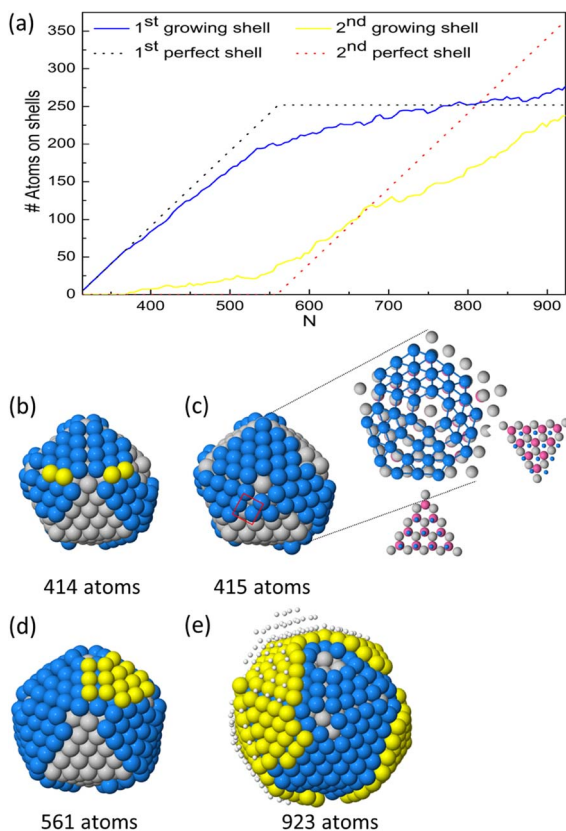 (a)
1st growing shell
2nd growing shell
1st perfect shell
2nd perfect shell
# Atoms on shells
350
300
250
200
150
100
50
0
400
500
600
700
800
900
N
(b)
(c)
414 atoms
415 atoms
(d)
(e)
561 atoms
923 atoms